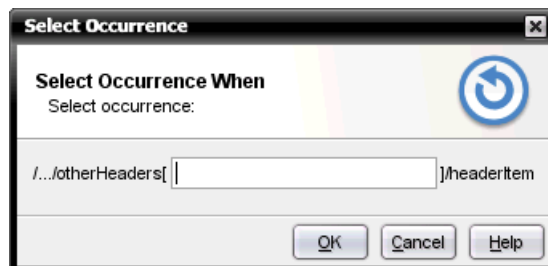 Select Occurrence
Select Occurrence When
Select occurrence:
/.../otherHeaders[ ]/headerItem
OK Cancel Help